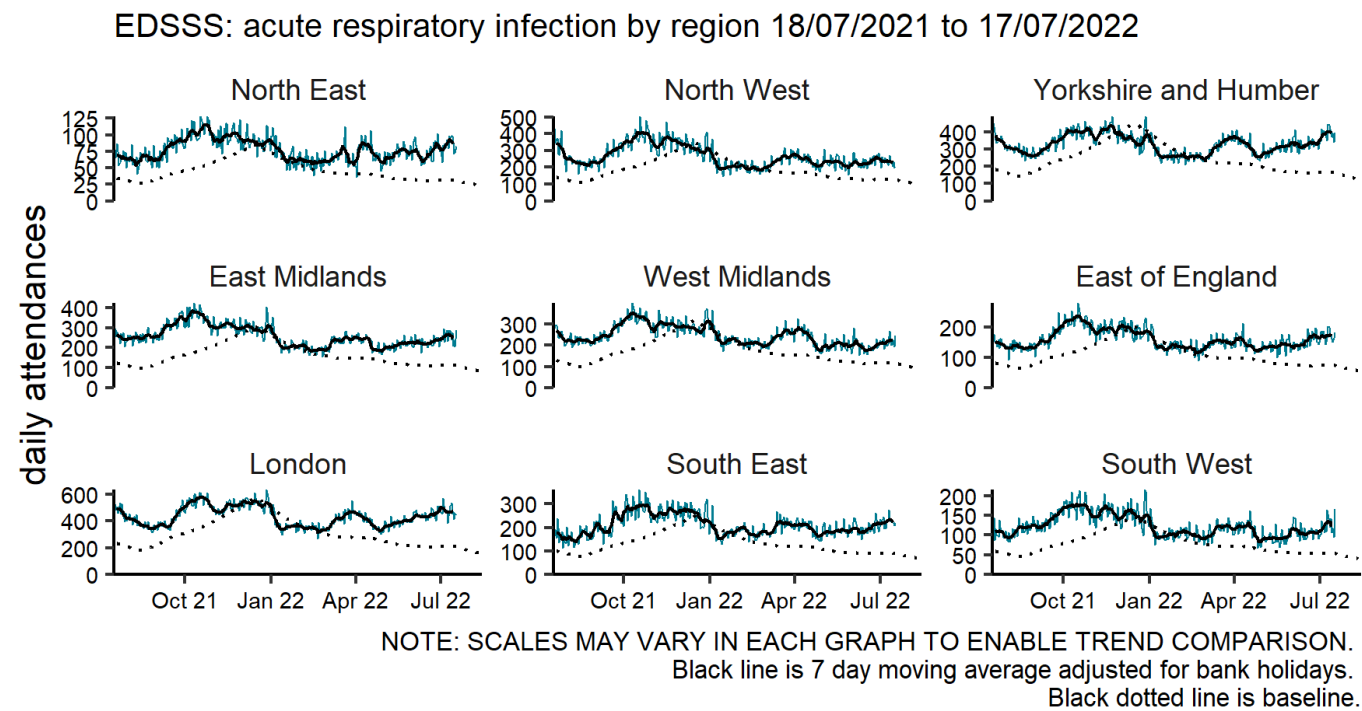 EDSSS: acute respiratory infection by region 18/07/2021 to 17/07/2022
daily attendances
North East
125
100
75
50
25
0
North West
500
400
300
200
100
0
Yorkshire and Humber
400
300
200
100
0
East Midlands
400
300
200
100
0
West Midlands
300
200
100
0
East of England
200
100
0
London
600
400
200
0
Oct 21 Jan 22 Apr 22 Jul 22
South East
300
200
100
0
Oct 21 Jan 22 Apr 22 Jul 22
South West
200
150
100
50
0
Oct 21 Jan 22 Apr 22 Jul 22
NOTE: SCALES MAY VARY IN EACH GRAPH TO ENABLE TREND COMPARISON.
Black line is 7 day moving average adjusted for bank holidays.
Black dotted line is baseline.